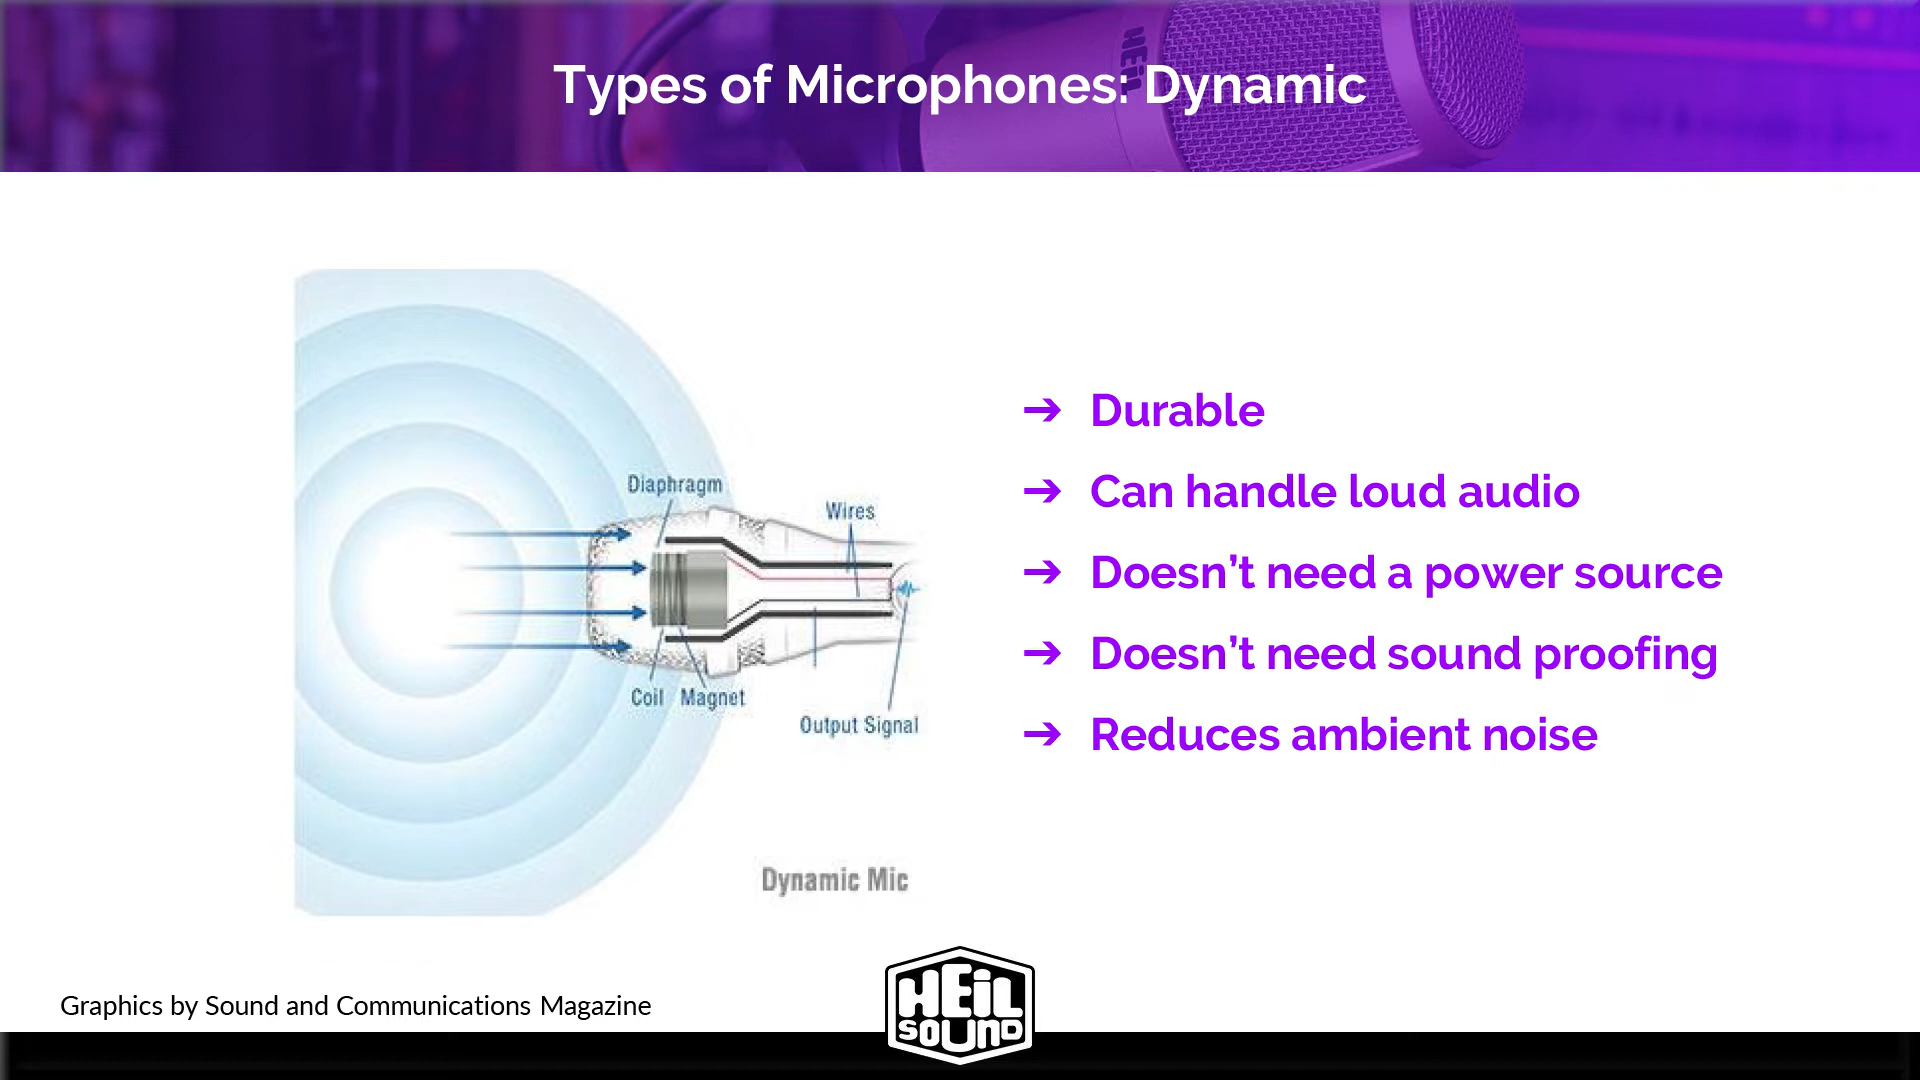 HEiL
Types of Microphones: Dynamic
Diaphragm
Wires
Coil Magnet
Output Signal
Dynamic Mic
➔ Durable
➔ Can handle loud audio
➔ Doesn’t need a power source
➔ Doesn’t need sound proofing
➔ Reduces ambient noise
Graphics by Sound and Communications Magazine
HEiL
SOUND